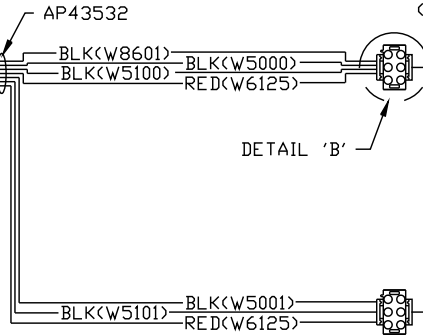 AP43532
BLK(W8601)
BLK(W5000)
BLK(W5100)
RED(W6125)
DETAIL 'B'
BLK(W5001)
BLK(W5101)
RED(W6125)